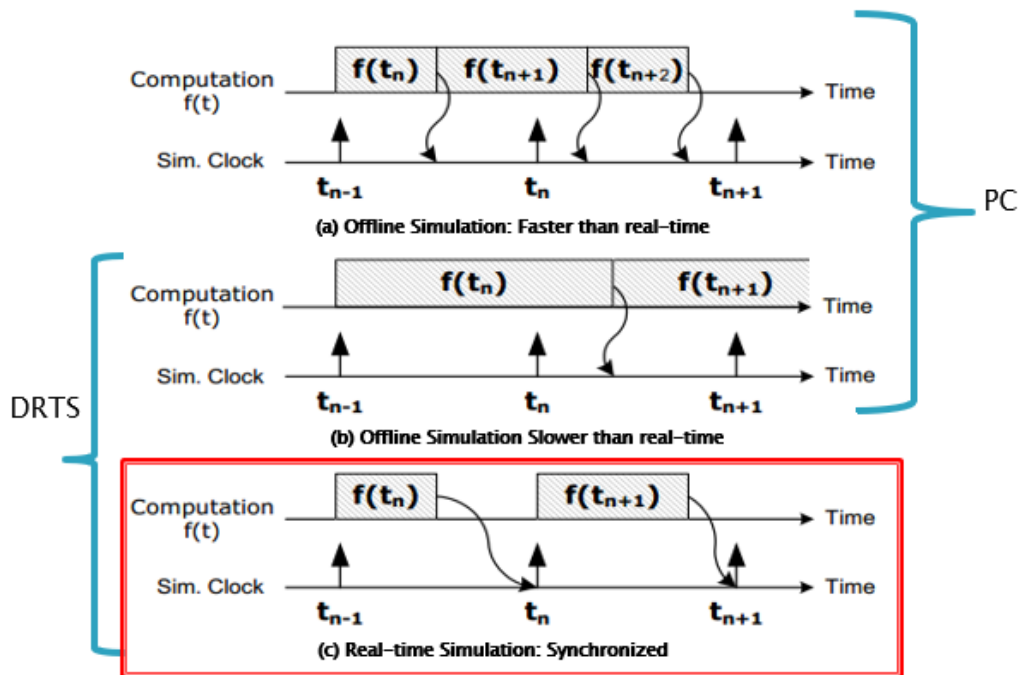 f(tn) f(tn+1) f(tn+2)
Computation
f(t)
Time
Sim. Clock
Time
tn-1 tn tn+1
(a) Offline Simulation: Faster than real-time
PC
f(tn) f(tn+1)
Computation
f(t)
Time
Sim. Clock
Time
tn-1 tn tn+1
DRTS
(b) Offline Simulation Slower than real-time
f(tn) f(tn+1)
Computation
f(t)
Time
Sim. Clock
Time
tn-1 tn tn+1
(c) Real-time Simulation: Synchronized